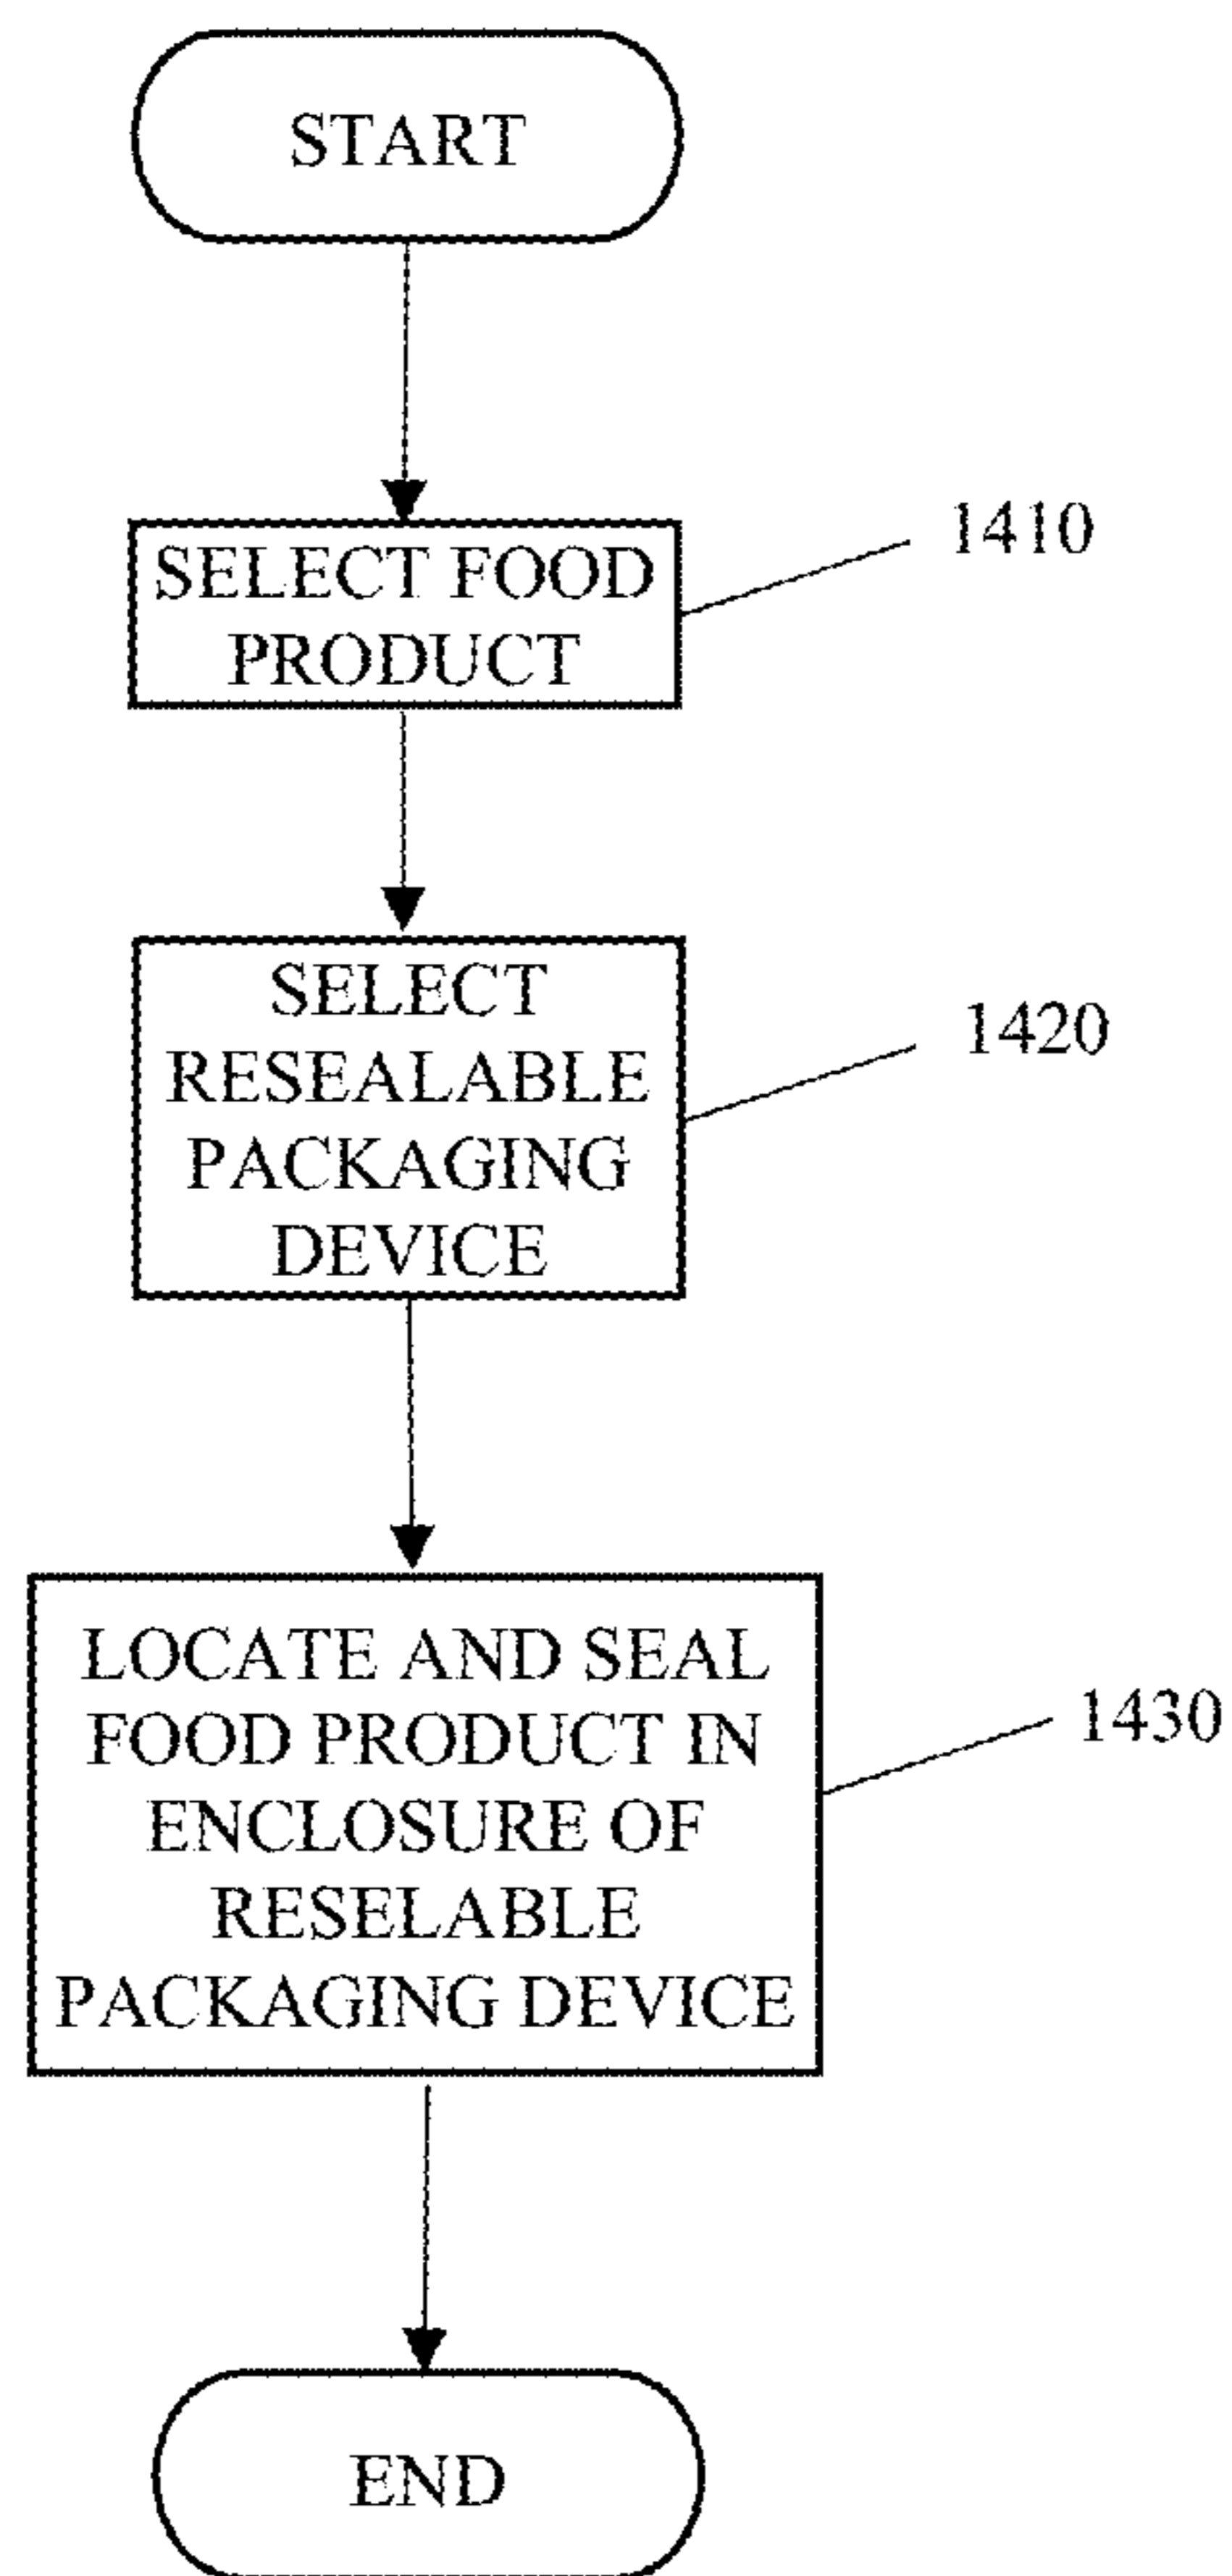 START
SELECT FOOD
PRODUCT
1410
SELECT
RESEALABLE
PACKAGING
DEVICE
1420
LOCATE AND SEAL
FOOD PRODUCT IN
ENCLOSURE OF
RESELABLE
PACKAGING DEVICE
1430
END